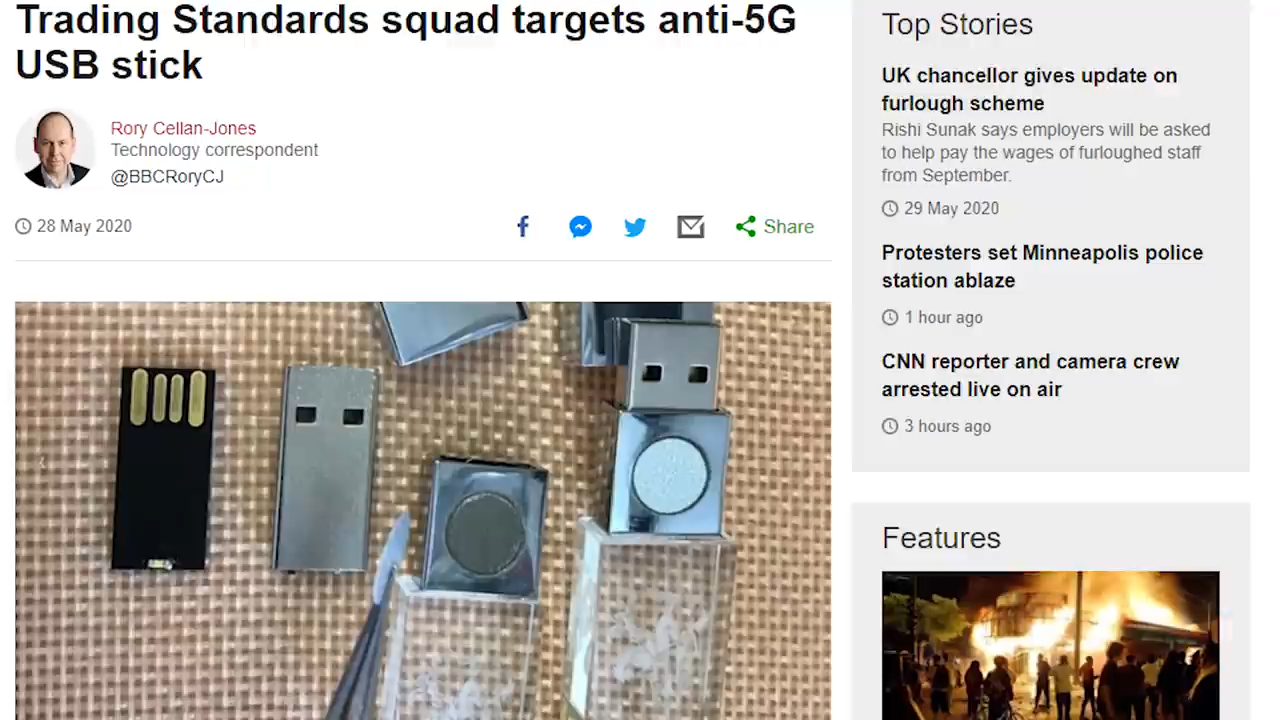 Trading Standards squad targets anti-5G
USB stick
Rory Cellan-Jones
Technology correspondent
@BBCRoryCJ
28 May 2020
Share
Top Stories
UK chancellor gives update on
furlough scheme
Rishi Sunak says employers will be asked
to help pay the wages of furloughed staff
from September.
29 May 2020
Protesters set Minneapolis police
station ablaze
1 hour ago
CNN reporter and camera crew
arrested live on air
3 hours ago
Features